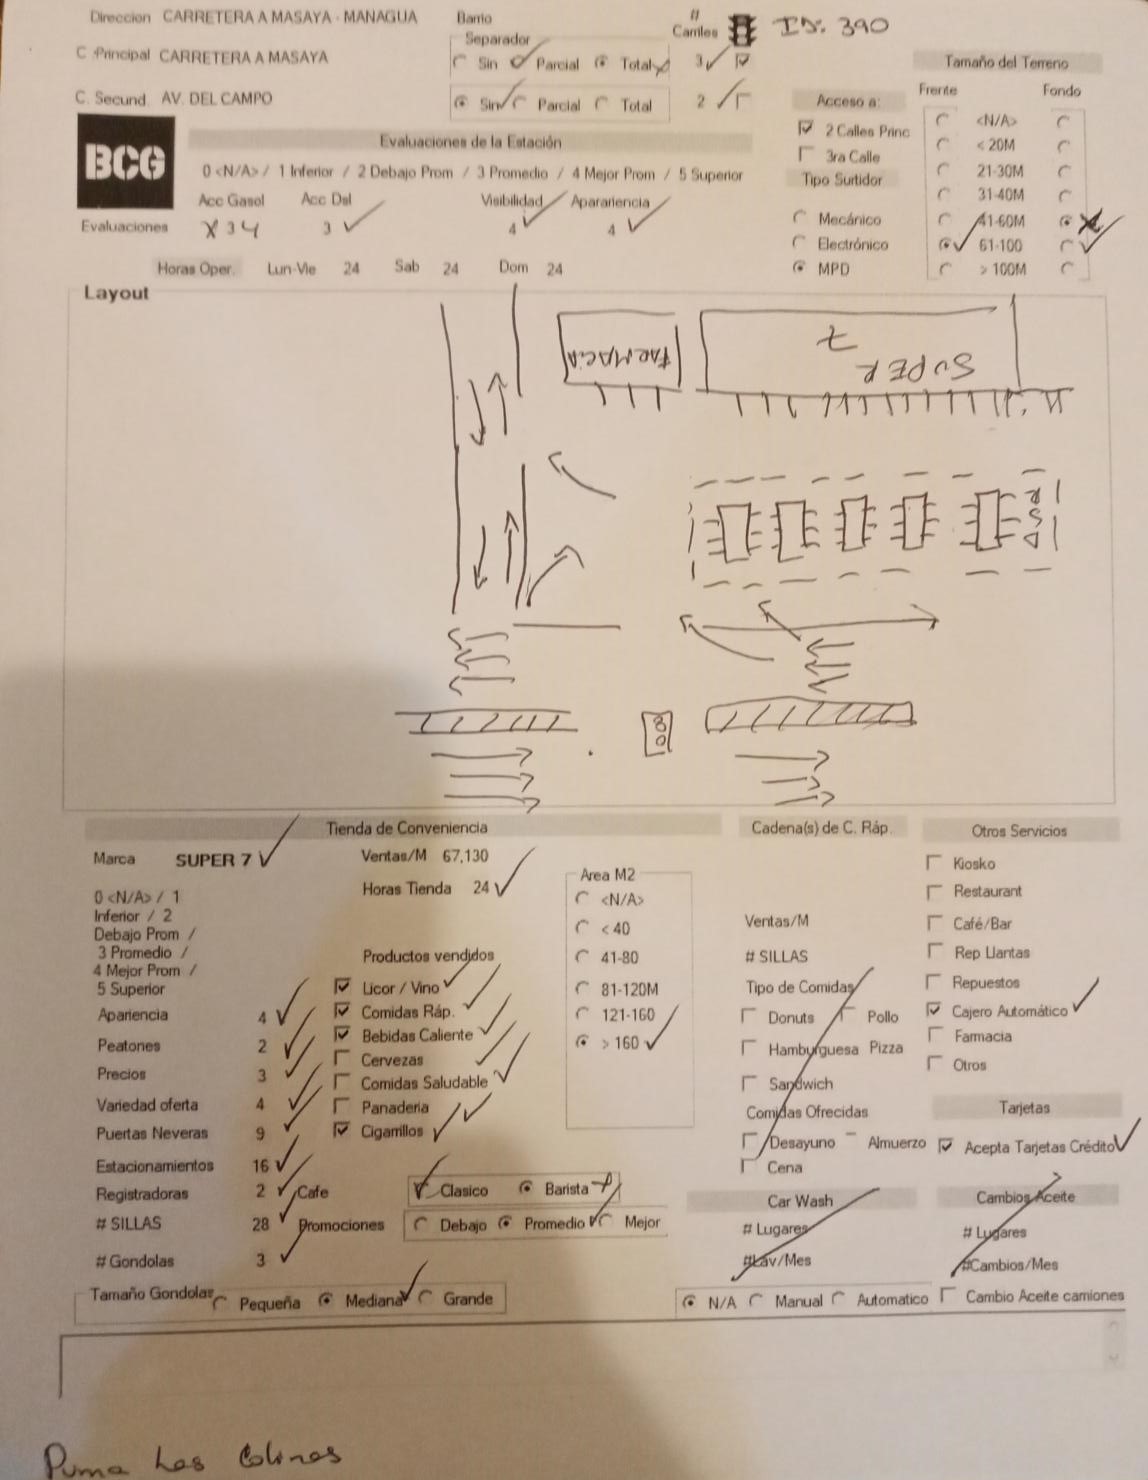 Direccion CARRETERA A MASAYA - MANAGUA Barrio # Carriles ID: 390
Separador
C .Principal CARRETERA A MASAYA Sin Parcial Total 3 Tamaño del Terreno
C. Secund. AV. DEL CAMPO Sin Parcial Total 2 Acceso a: Frente Fondo
BCG
Evaluaciones de la Estación
2 Calles Princ <N/A>
3ra Calle < 20M
0 <N/A> / 1 Inferior / 2 Debajo Prom / 3 Promedio / 4 Mejor Prom / 5 Superior
Tipo Surtidor 21-30M
31-40M
Acc Gasol Acc Dsl Visibilidad Aparariencia
Evaluaciones 34 3 4 4
Mecánico 41-60M
Electrónico 61-100
MPD > 100M
Horas Oper. Lun-Vie 24 Sab 24 Dom 24
Layout
FARMACIA
SUPER 7
DSR
Tienda de Conveniencia
Marca SUPER 7
Ventas/M 67,130
Horas Tienda 24
0 <N/A> / 1
Inferior / 2
Debajo Prom /
3 Promedio /
4 Mejor Prom /
5 Superior
Apariencia 4
Peatones 2
Precios 3
Variedad oferta 4
Puertas Neveras 9
Estacionamientos 16
Registradoras 2
# SILLAS 28
# Gondolas 3
Productos vendidos
Licor / Vino
Comidas Ráp.
Bebidas Caliente
Cervezas
Comidas Saludable
Panaderia
Cigarrillos
Cafe Clasico Barista
Promociones Debajo Promedio Mejor
Tamaño Gondolas Pequeña Mediana Grande
Area M2
<N/A>
< 40
41-80
81-120M
121-160
> 160
Cadena(s) de C. Ráp.
Ventas/M
# SILLAS
Tipo de Comidas
Donuts Pollo
Hamburguesa Pizza
Sandwich
Comidas Ofrecidas
Desayuno Almuerzo
Cena
Car Wash
# Lugares
#Lav/Mes
N/A Manual Automatico
Otros Servicios
Kiosko
Restaurant
Café/Bar
Rep Llantas
Repuestos
Cajero Automático
Farmacia
Otros
Tarjetas
Acepta Tarjetas Crédito
Cambios Aceite
# Lugares
#Cambios/Mes
Cambio Aceite camiones
Puma Las Colinas